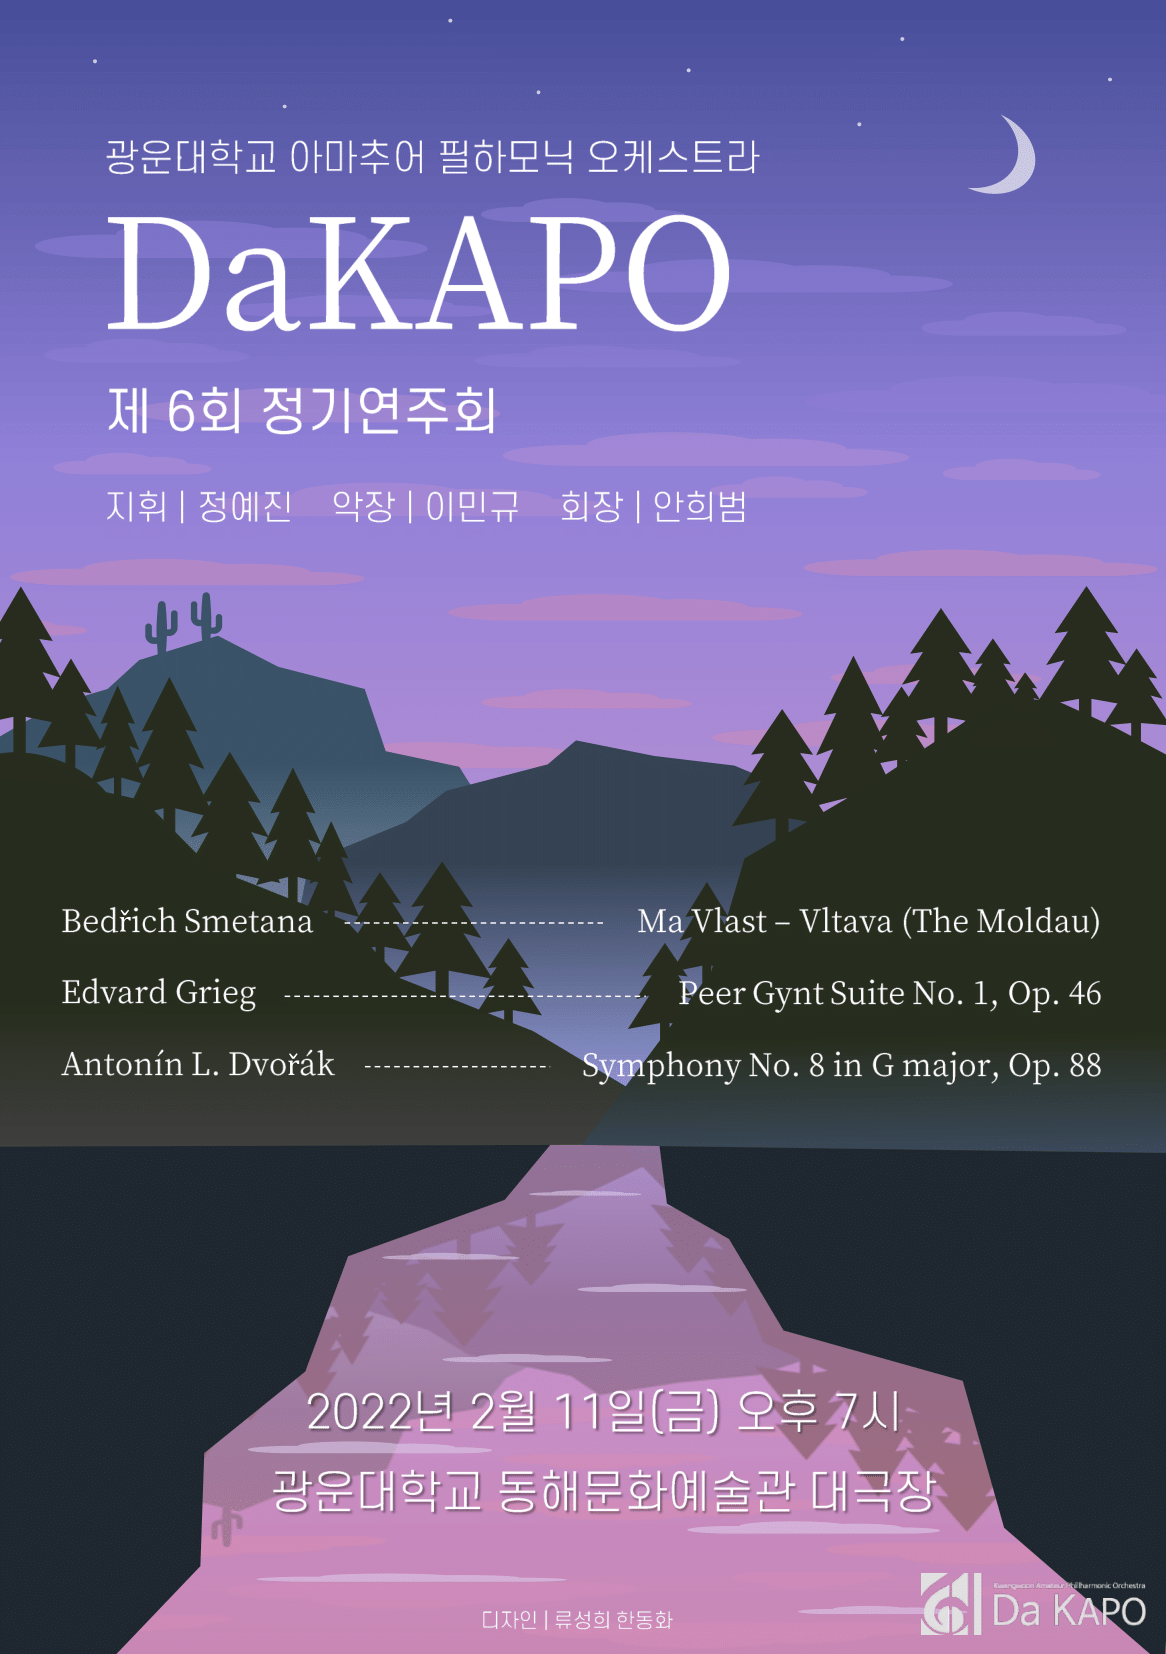 광운대학교 아마추어 필하모닉 오케스트라
DaKAPO
제 6회 정기연주회
지휘 | 정예진 악장 | 이민규 회장 | 안희범
Bedřich Smetana ---------------- Ma Vlast – Vltava (The Moldau)
Edvard Grieg ---------------- Peer Gynt Suite No. 1, Op. 46
Antonín L. Dvořák ---------------- Symphony No. 8 in G major, Op. 88
2022년 2월 11일(금) 오후 7시
광운대학교 동해문화예술관 대극장
디자인 | 류성희 한동화
Kwangwoon Amateur Philharmonic Orchestra
Da KAPO